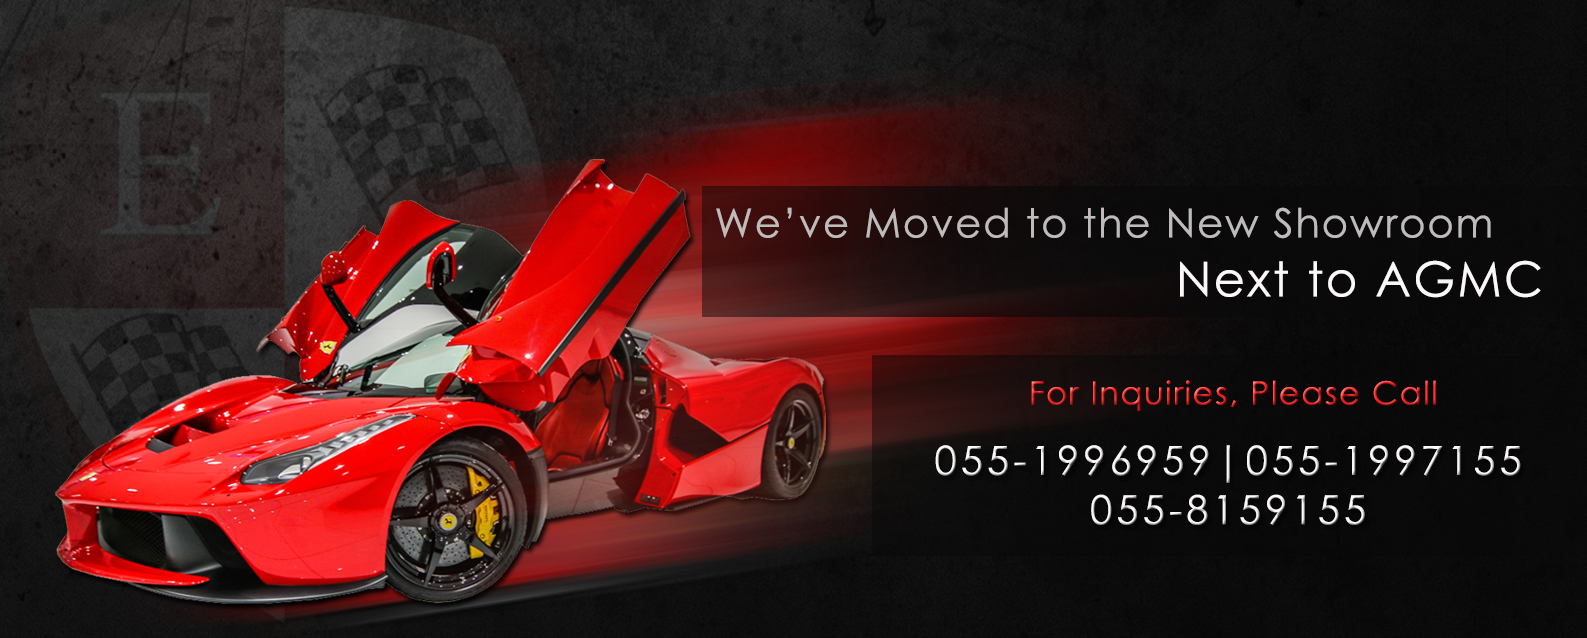 E
We’ve Moved to the New Showroom
Next to AGMC
For Inquiries, Please Call
055-1996959|055-1997155
055-8159155